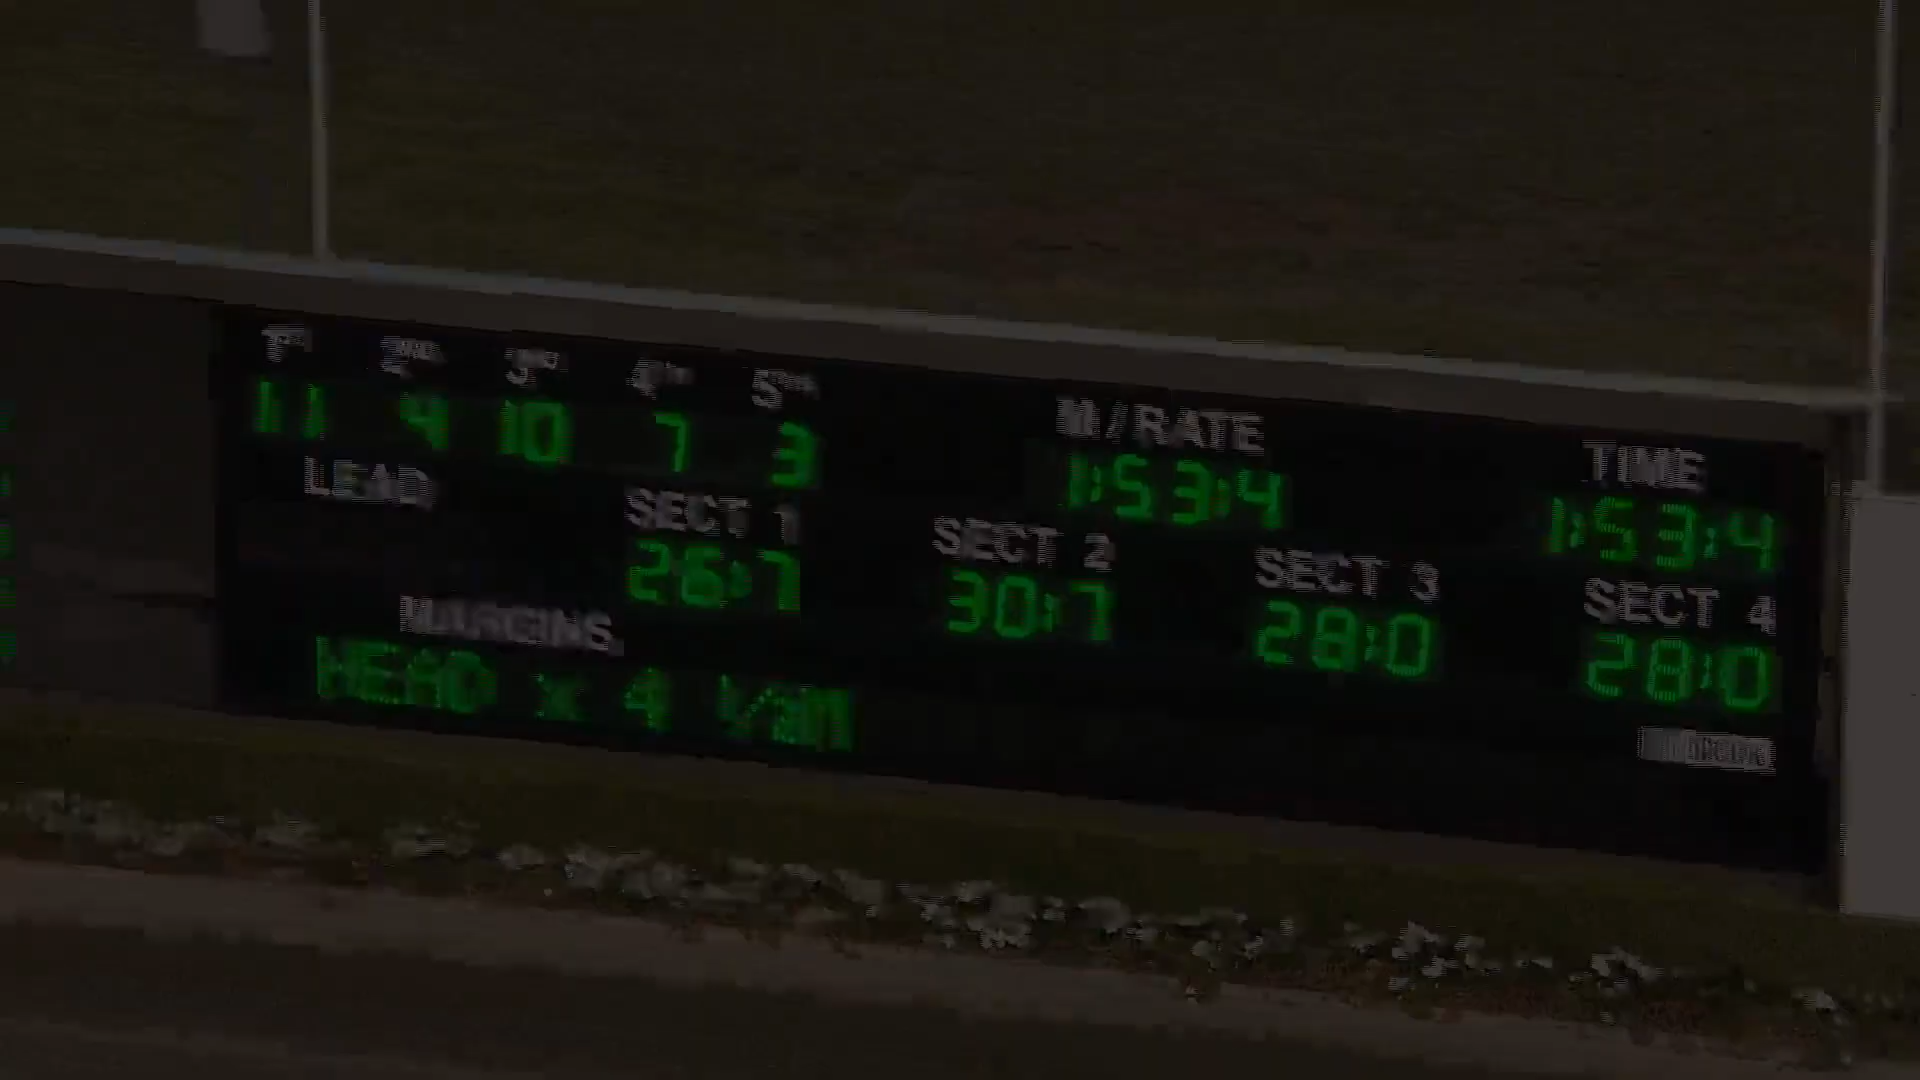 1ST 2ND 3RD 4TH 5TH
11 4 10 7 3
M/RATE
1:53:4
TIME
1:53:4
LEAD
SECT 1 SECT 2 SECT 3 SECT 4
26:7 30:7 28:0 28:0
MARGINS
HEAD x 4